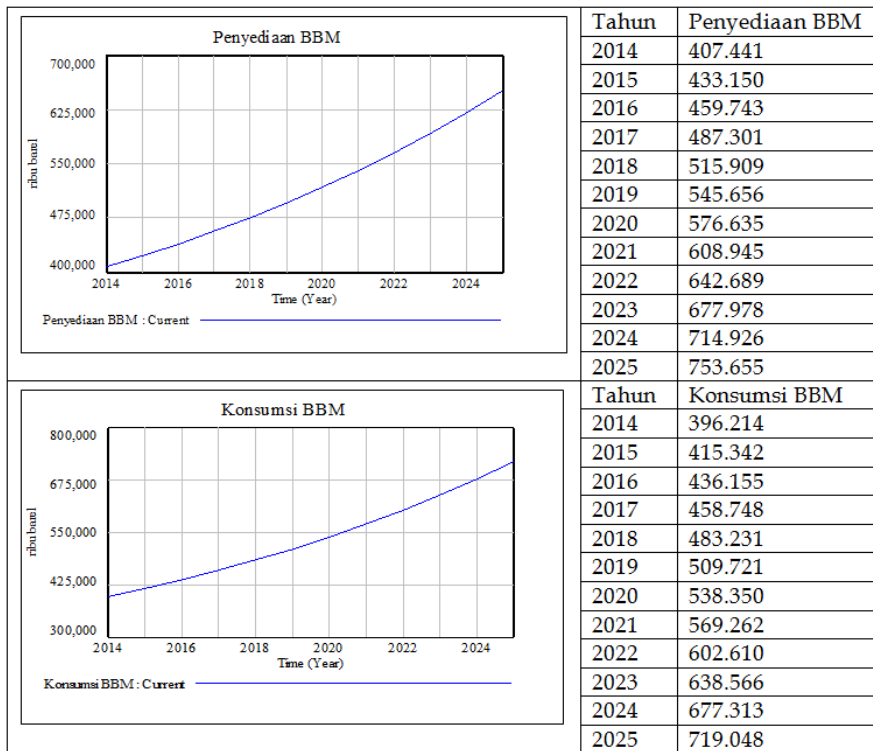 Penyediaan BBM
700,000
625,000
550,000
475,000
400,000
ribu barrel
2014 2016 2018 2020 2022 2024
Time (Year)
Penyediaan BBM : Current
Tahun Penyediaan BBM
2014 407.441
2015 433.150
2016 459.743
2017 487.301
2018 515.909
2019 545.656
2020 576.635
2021 608.945
2022 642.689
2023 677.978
2024 714.926
2025 753.655
Konsumsi BBM
800,000
675,000
550,000
425,000
300,000
ribu barrel
2014 2016 2018 2020 2022 2024
Time (Year)
Konsumsi BBM : Current
Tahun Konsumsi BBM
2014 396.214
2015 415.342
2016 436.155
2017 458.748
2018 483.231
2019 509.721
2020 538.350
2021 569.262
2022 602.610
2023 638.566
2024 677.313
2025 719.048